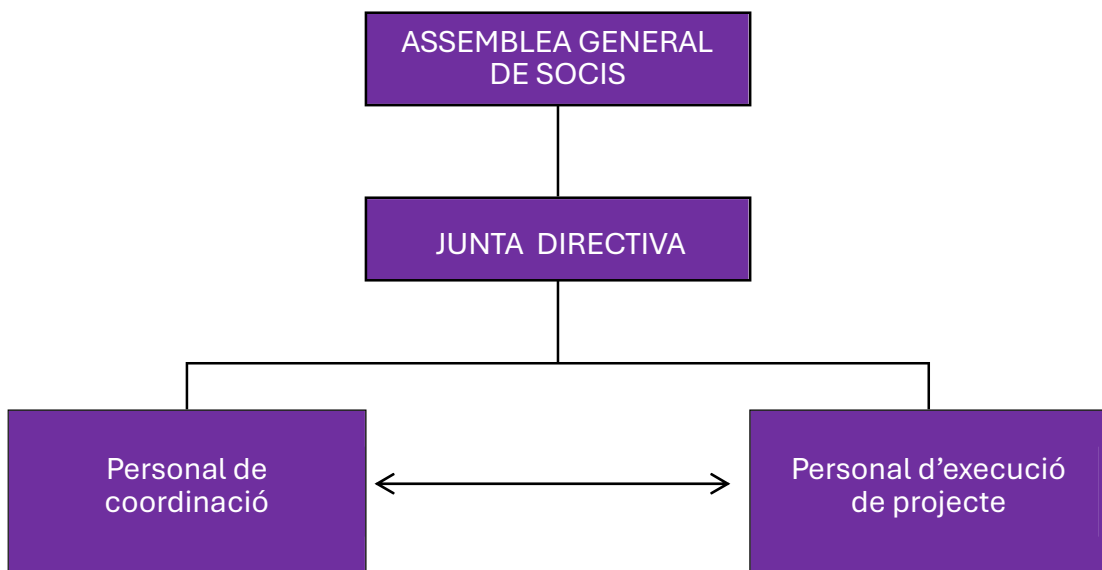 ASSEMBLEA GENERAL
DE SOCIS
JUNTA  DIRECTIVA
Personal de
coordinació
Personal d’execució
de projecte